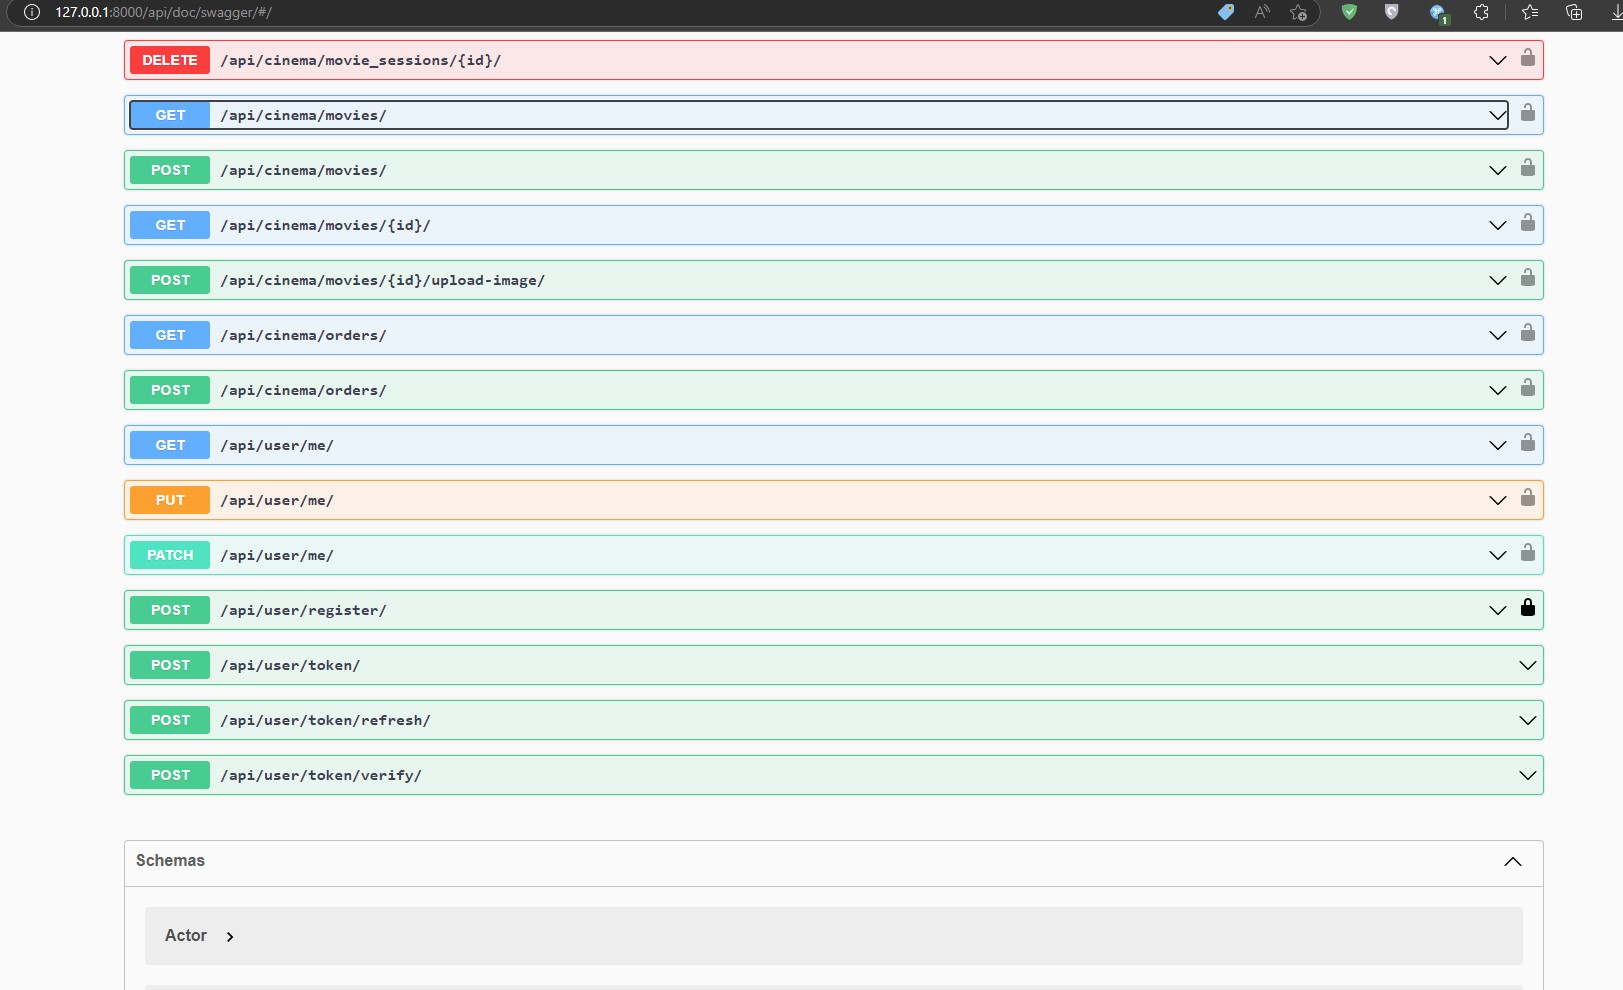 127.0.0.1:8000/api/doc/swagger/#/
1
DELETE /api/cinema/movie_sessions/{id}/
GET /api/cinema/movies/
POST /api/cinema/movies/
GET /api/cinema/movies/{id}/
POST /api/cinema/movies/{id}/upload-image/
GET /api/cinema/orders/
POST /api/cinema/orders/
GET /api/user/me/
PUT /api/user/me/
PATCH /api/user/me/
POST /api/user/register/
POST /api/user/token/
POST /api/user/token/refresh/
POST /api/user/token/verify/
Schemas
Actor